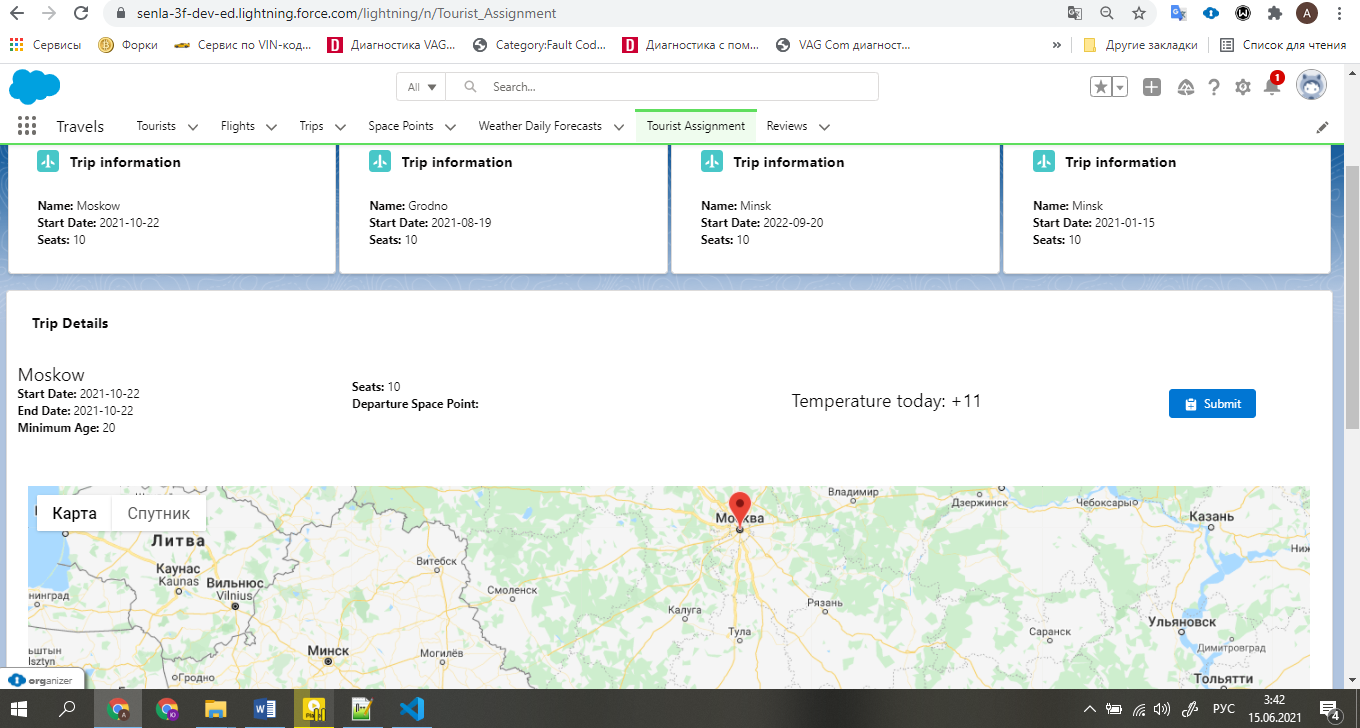 senla-3f-dev-ed.lightning.force.com/lightning/n/Tourist_Assignment
A
Сервисы
Форки
Сервис по VIN-код...
Диагностика VAG...
Category:Fault Cod...
Диагностика с пом...
VAG Com диагност...
»
Другие закладки
Список для чтения
All
Search...
1
Travels
Tourists
Flights
Trips
Space Points
Weather Daily Forecasts
Tourist Assignment
Reviews
Trip information
Name: Moskow
Start Date: 2021-10-22
Seats: 10
Trip information
Name: Grodno
Start Date: 2021-08-19
Seats: 10
Trip information
Name: Minsk
Start Date: 2022-09-20
Seats: 10
Trip information
Name: Minsk
Start Date: 2021-01-15
Seats: 10
Trip Details
Moskow
Start Date: 2021-10-22
End Date: 2021-10-22
Minimum Age: 20
Seats: 10
Departure Space Point:
Temperature today: +11
Submit
Карта
Спутник
Владимир
Дзержинск
Чебоксары
Казань
Москва
Литва
Каунас
Kaunas
Вильнюс
Vilnius
Витебск
Смоленск
Калуга
Рязань
Тула
Саранск
Ульяновск
Димитровград
Тольятти
Минск
Могилёв
Гродно
нинград
ьштын
lsztyn
Ниж
organizer
РУС
3:42
15.06.2021
4